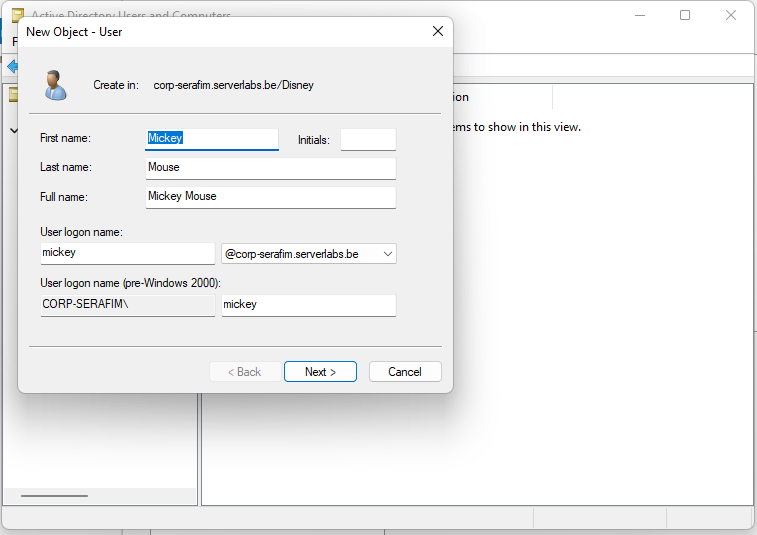 Active Directory Users and Computers
New Object - User
F
Create in: corp-serafim.serverlabs.be/Disney
ion
First name: Mickey Initials:
ems to show in this view.
Last name: Mouse
Full name: Mickey Mouse
User logon name:
mickey @corp-serafim.serverlabs.be
User logon name (pre-Windows 2000):
CORP-SERAFIM\ mickey
< Back Next > Cancel